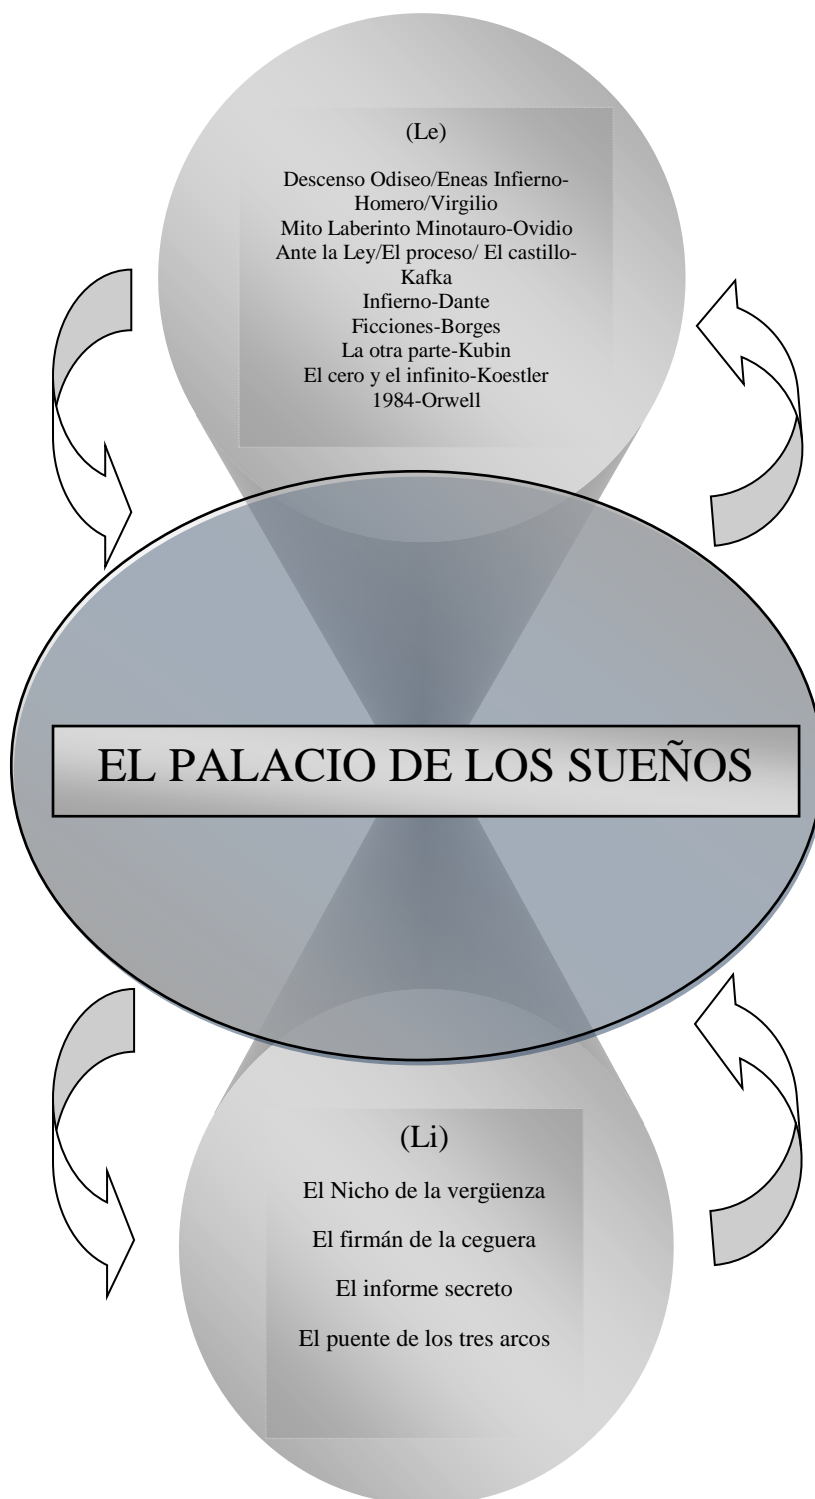 (Le)
Descenso Odiseo/Eneas Infierno-
Homero/Virgilio
Mito Laberinto Minotauro-Ovidio
Ante la Ley/El proceso/ El castillo-
Kafka
Infierno-Dante
Ficciones-Borges
La otra parte-Kubin
El cero y el infinito-Koestler
1984-Orwell
EL PALACIO DE LOS SUEÑOS
(Li)
El Nicho de la vergüenza
El firmán de la ceguera
El informe secreto
El puente de los tres arcos